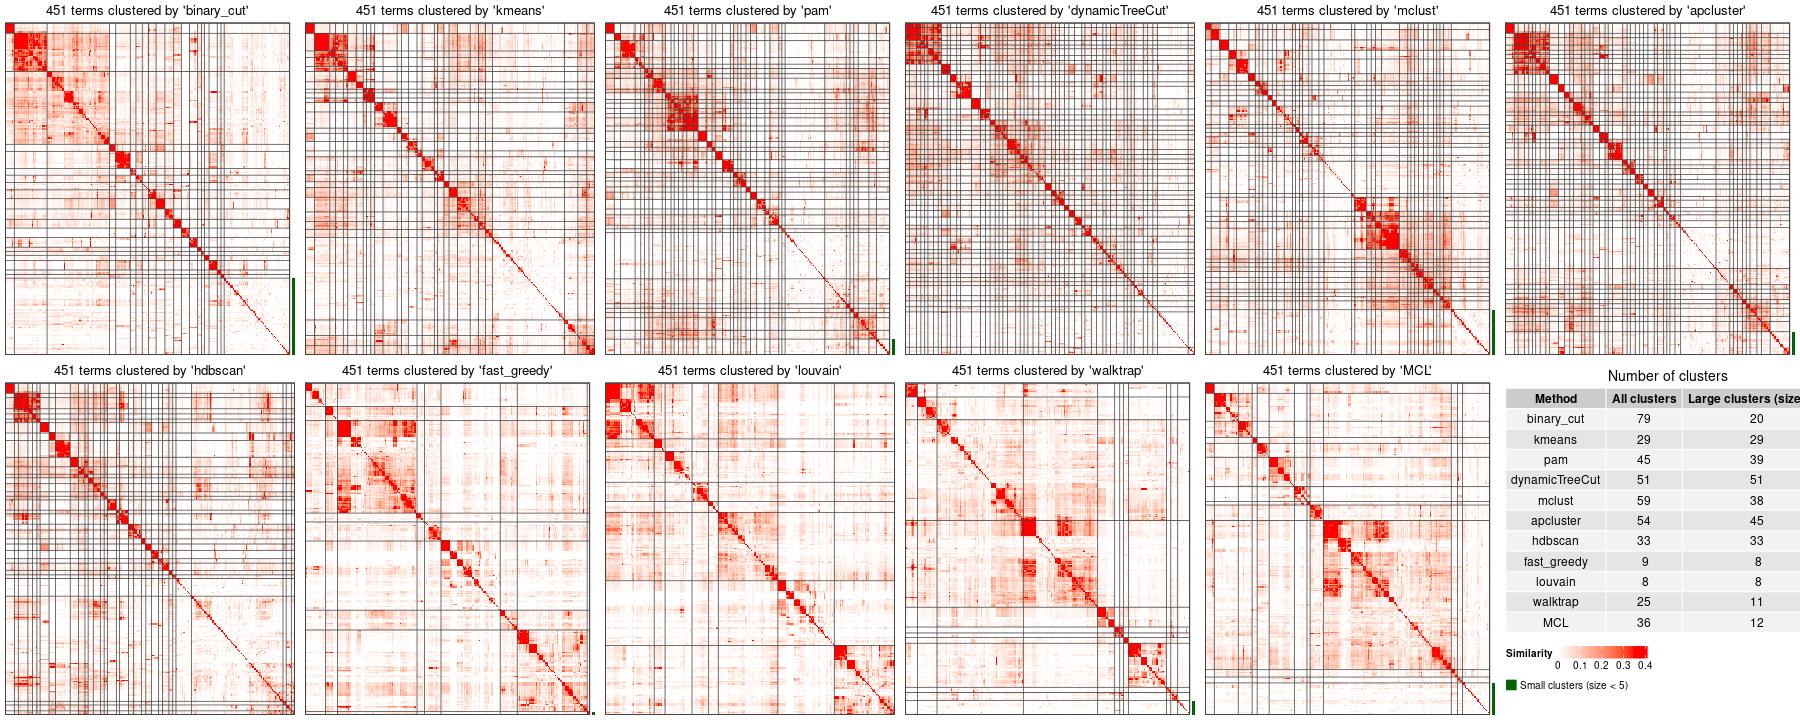 451 terms clustered by 'binary_cut'
451 terms clustered by 'kmeans'
451 terms clustered by 'pam'
451 terms clustered by 'dynamicTreeCut'
451 terms clustered by 'mclust'
451 terms clustered by 'apcluster'
451 terms clustered by 'hdbscan'
451 terms clustered by 'fast_greedy'
451 terms clustered by 'louvain'
451 terms clustered by 'walktrap'
451 terms clustered by 'MCL'
Number of clusters
Method All clusters Large clusters (size
binary_cut 79 20
kmeans 29 29
pam 45 39
dynamicTreeCut 51 51
mclust 59 38
apcluster 54 45
hdbscan 33 33
fast_greedy 9 8
louvain 8 8
walktrap 25 11
MCL 36 12
Similarity
0 0.1 0.2 0.3 0.4
Small clusters (size < 5)